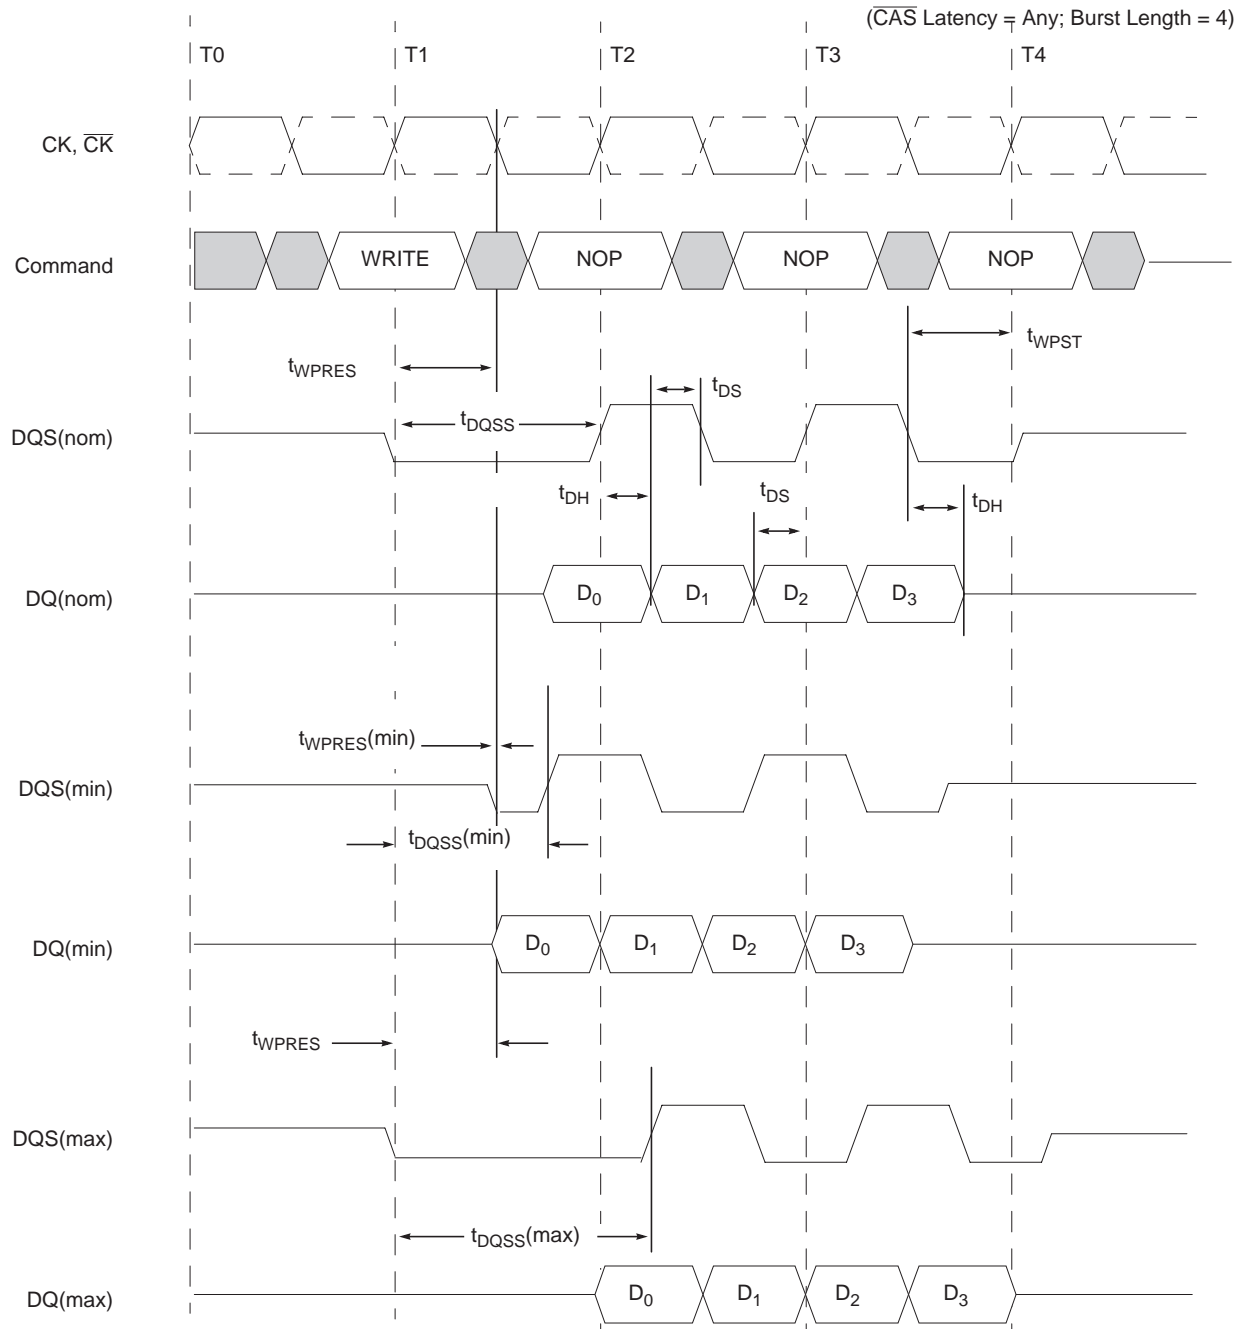 (CAS Latency = Any; Burst Length = 4)
T0 T1 T2 T3 T4
CK, CK
Command WRITE NOP NOP NOP
tWPST
tWPRES
tDS
DQS(nom) tDQSS
tDH tDS tDH
DQ(nom) D0 D1 D2 D3
tWPRES(min)
DQS(min)
tDQSS(min)
DQ(min) D0 D1 D2 D3
tWPRES
DQS(max)
tDQSS(max)
DQ(max) D0 D1 D2 D3